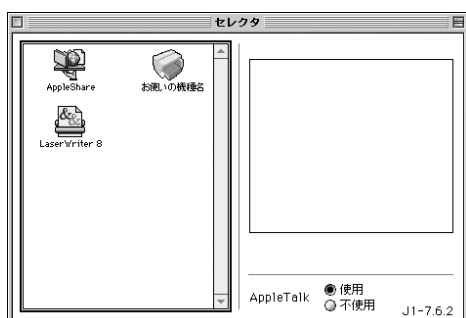 セレクタ
AppleShare
お使いの機種名
LaserWriter 8
AppleTalk
使用
不使用
J1-7.6.2